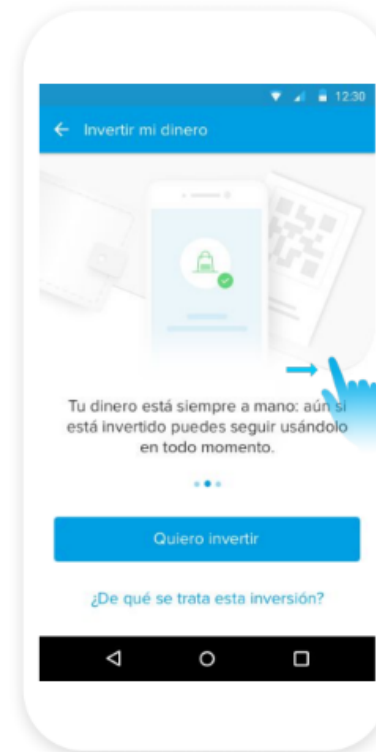 12:30
Invertir mi dinero
Tu dinero está siempre a mano: aún si
está invertido puedes seguir usándolo
en todo momento.
Quiero invertir
¿De qué se trata esta inversión?